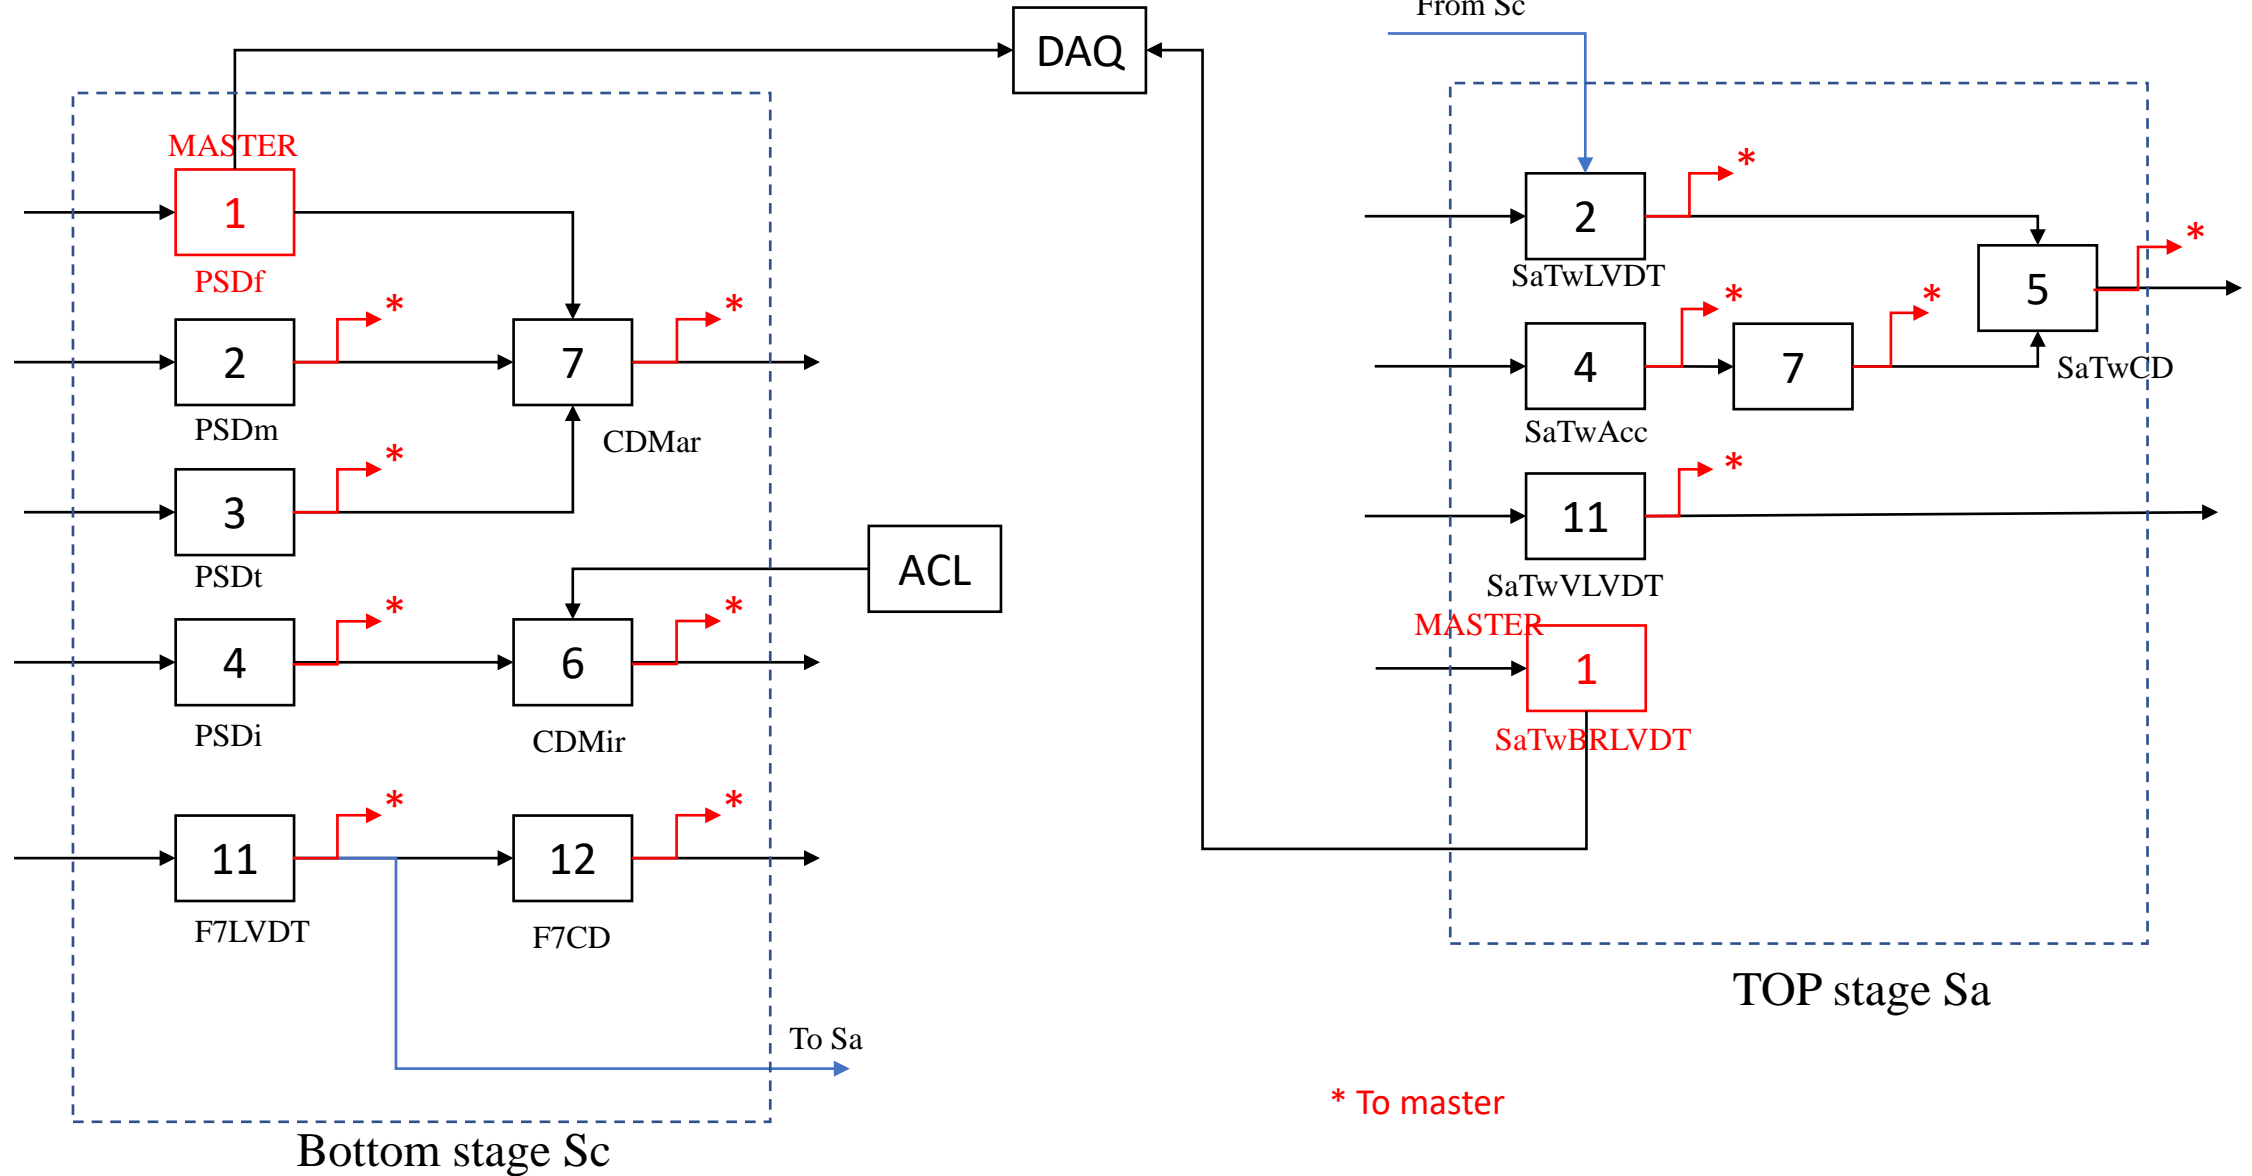 From Sc
DAQ
MASTER
1
PSDf
*
*
2
7
PSDm
CDMar
*
3
PSDt
ACL
*
*
4
6
PSDi
CDMir
*
*
11
12
F7LVDT
F7CD
To Sa
Bottom stage Sc
*
2
SaTwLVDT
*
5
SaTwCD
*
*
4
7
SaTwAcc
*
11
SaTwVLVDT
MASTER
1
SaTwBRLVDT
TOP stage Sa
* To master